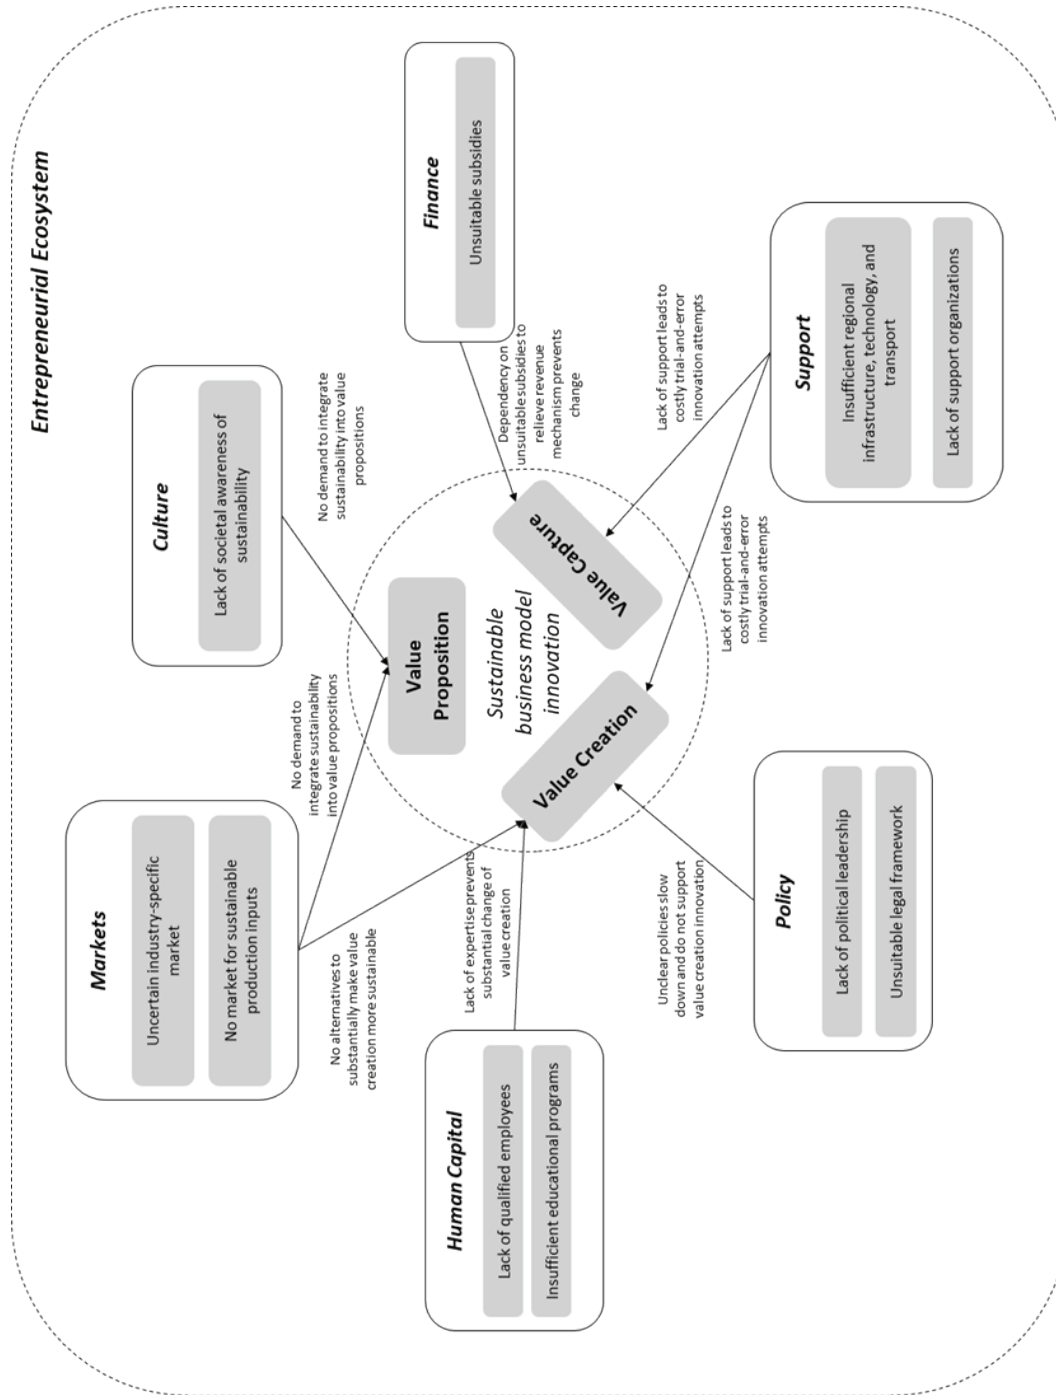 Entrepreneurial Ecosystem
Markets
Uncertain industry-specific
market
No market for sustainable
production inputs
Culture
Lack of societal awareness of
sustainability
No demand to
integrate sustainability
into value propositions
No demand to integrate
sustainability into value
propositions
No alternatives to
substantially make value
creation more sustainable
Human Capital
Lack of qualified employees
Insufficient educational programs
Lack of expertise prevents
substantial change of
value creation
Value
Proposition
Sustainable
business model
innovation
Value Creation
Value Capture
Finance
Unsuitable subsidies
Dependency on
unsuitable subsidies to
relieve revenue
mechanism prevents
change
Unclear policies slow
down and do not support
value creation innovation
Lack of support leads to
costly trial-and-error
innovation attempts
Lack of support leads to
costly trial-and-error
innovation attempts
Policy
Lack of political leadership
Unsuitable legal framework
Support
Insufficient regional
infrastructure, technology, and
transport
Lack of support organizations